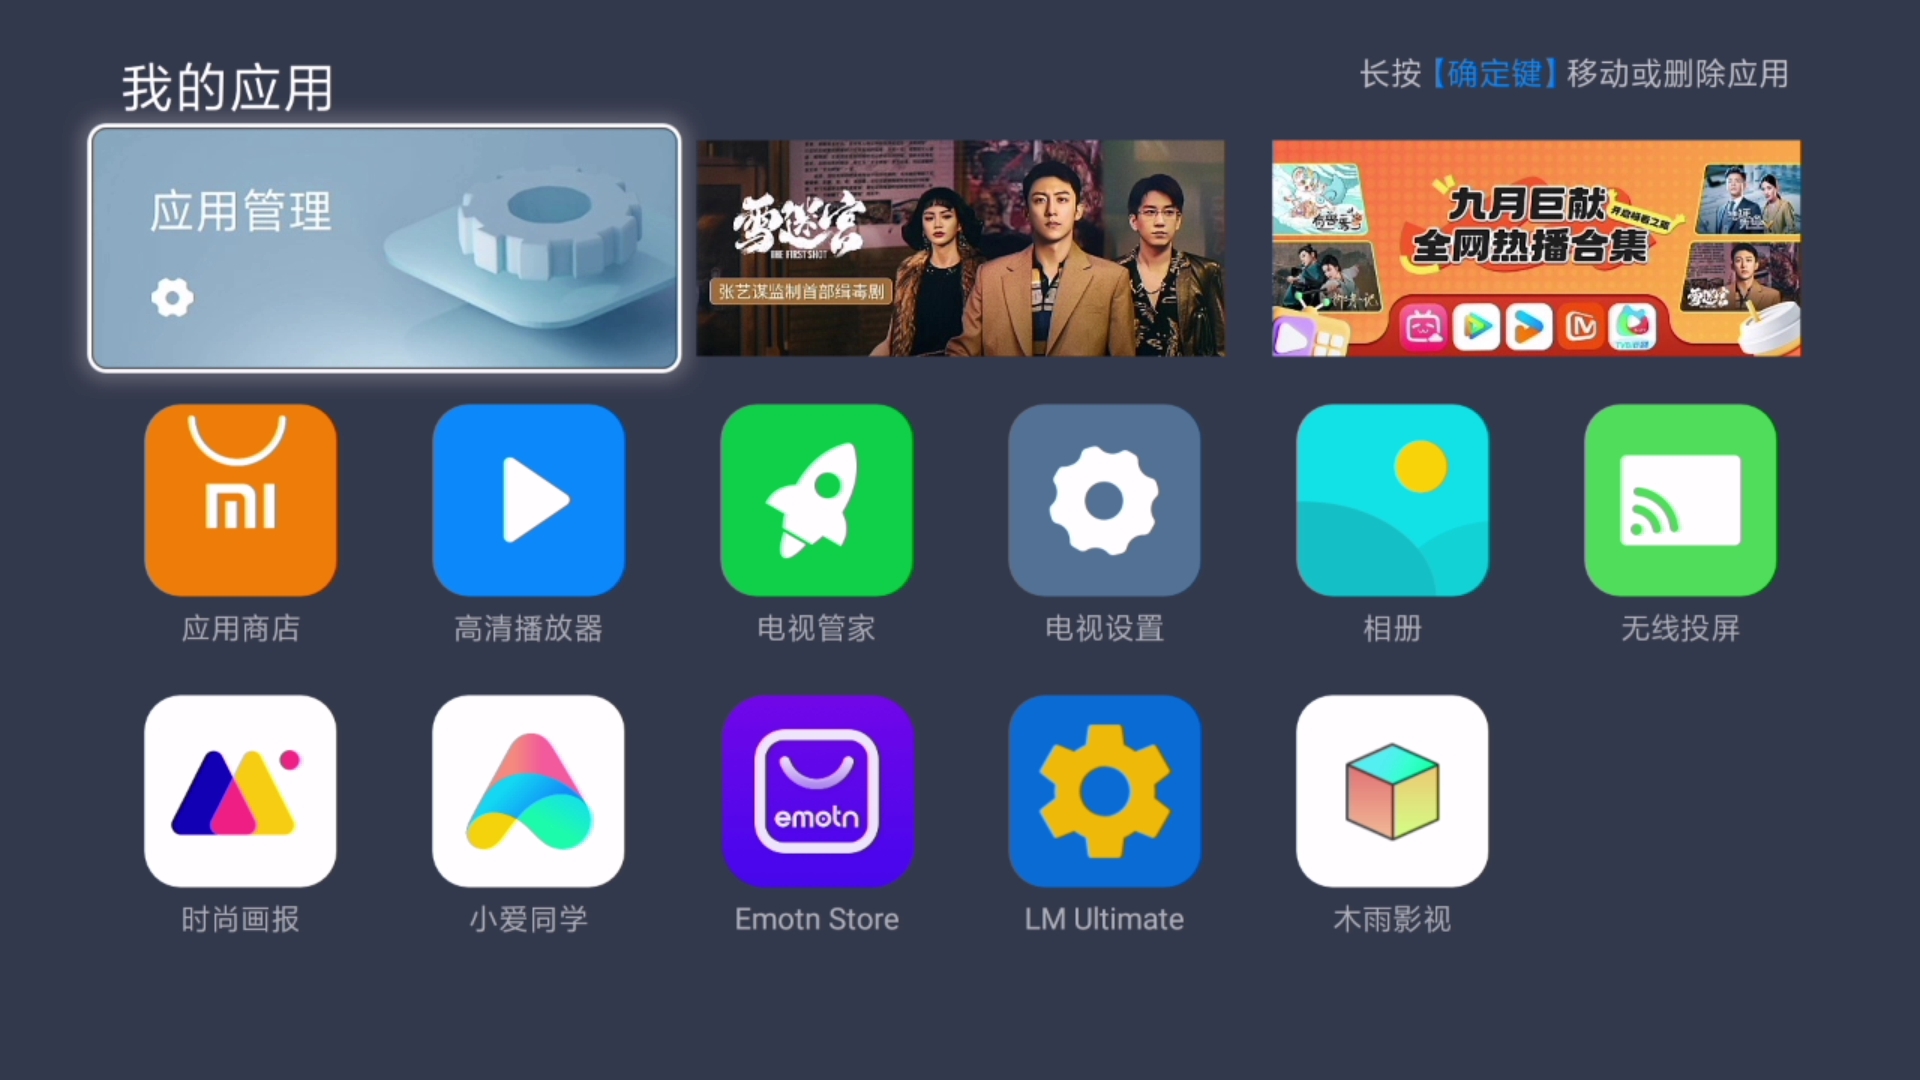 我的应用
长按【确定键】移动或删除应用
应用管理
雪迷宫
THE FIRST SHOT
张艺谋监制首部缉毒剧
九月巨献
开启畅看之旅
全网热播合集
雪迷宫
mi
应用商店
高清播放器
电视管家
电视设置
相册
无线投屏
emotn
时尚画报
小爱同学
Emotn Store
LM Ultimate
木雨影视